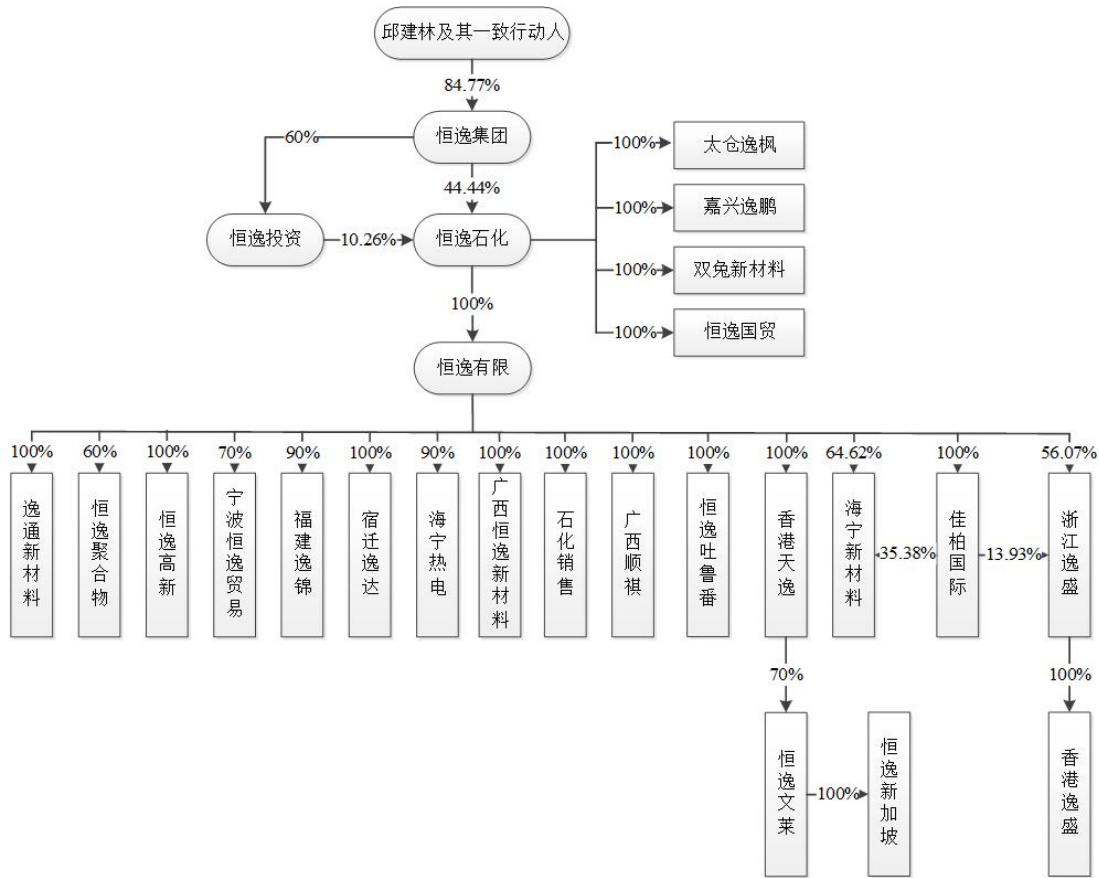 邱建林及其一致行动人
84.77%
恒逸集团
60%
100%
太仓逸枫
44.44%
100%
嘉兴逸鹏
恒逸投资
10.26%
恒逸石化
100%
双兔新材料
100%
100%
恒逸国贸
恒逸有限
100%
60%
100%
70%
90%
100%
90%
100%
100%
100%
100%
100%
64.62%
100%
56.07%
逸通新材料
恒逸聚合物
恒逸高新
宁波恒逸贸易
福建逸锦
宿迁逸达
海宁热电
广西恒逸新材料
石化销售
广西顺祺
恒逸吐鲁番
香港天逸
海宁新材料
35.38%
佳柏国际
13.93%
浙江逸盛
70%
100%
恒逸文莱
100%
恒逸新加坡
香港逸盛